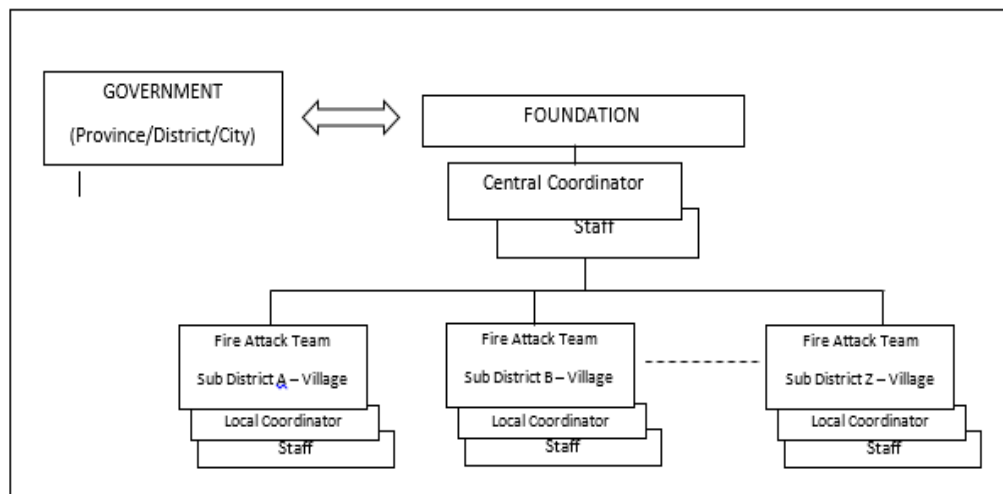 GOVERNMENT
(Province/District/City)
FOUNDATION
Central Coordinator
Staff
Fire Attack Team
Sub District A – Village
Local Coordinator
Staff
Fire Attack Team
Sub District B – Village
Local Coordinator
Staff
Fire Attack Team
Sub District Z – Village
Local Coordinator
Staff